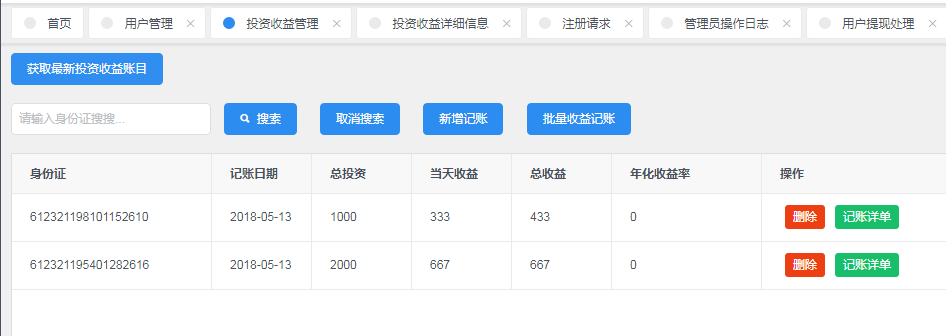 首页 用户管理 × 投资收益管理 × 投资收益详细信息 × 注册请求 × 管理员操作日志 × 用户提现处理 ×
获取最新投资收益账目
请输入身份证搜搜... 搜索 取消搜索 新增记账 批量收益记账
身份证 记账日期 总投资 当天收益 总收益 年化收益率 操作
612321198101152610 2018-05-13 1000 333 433 0 删除 记账详单
612321195401282616 2018-05-13 2000 667 667 0 删除 记账详单